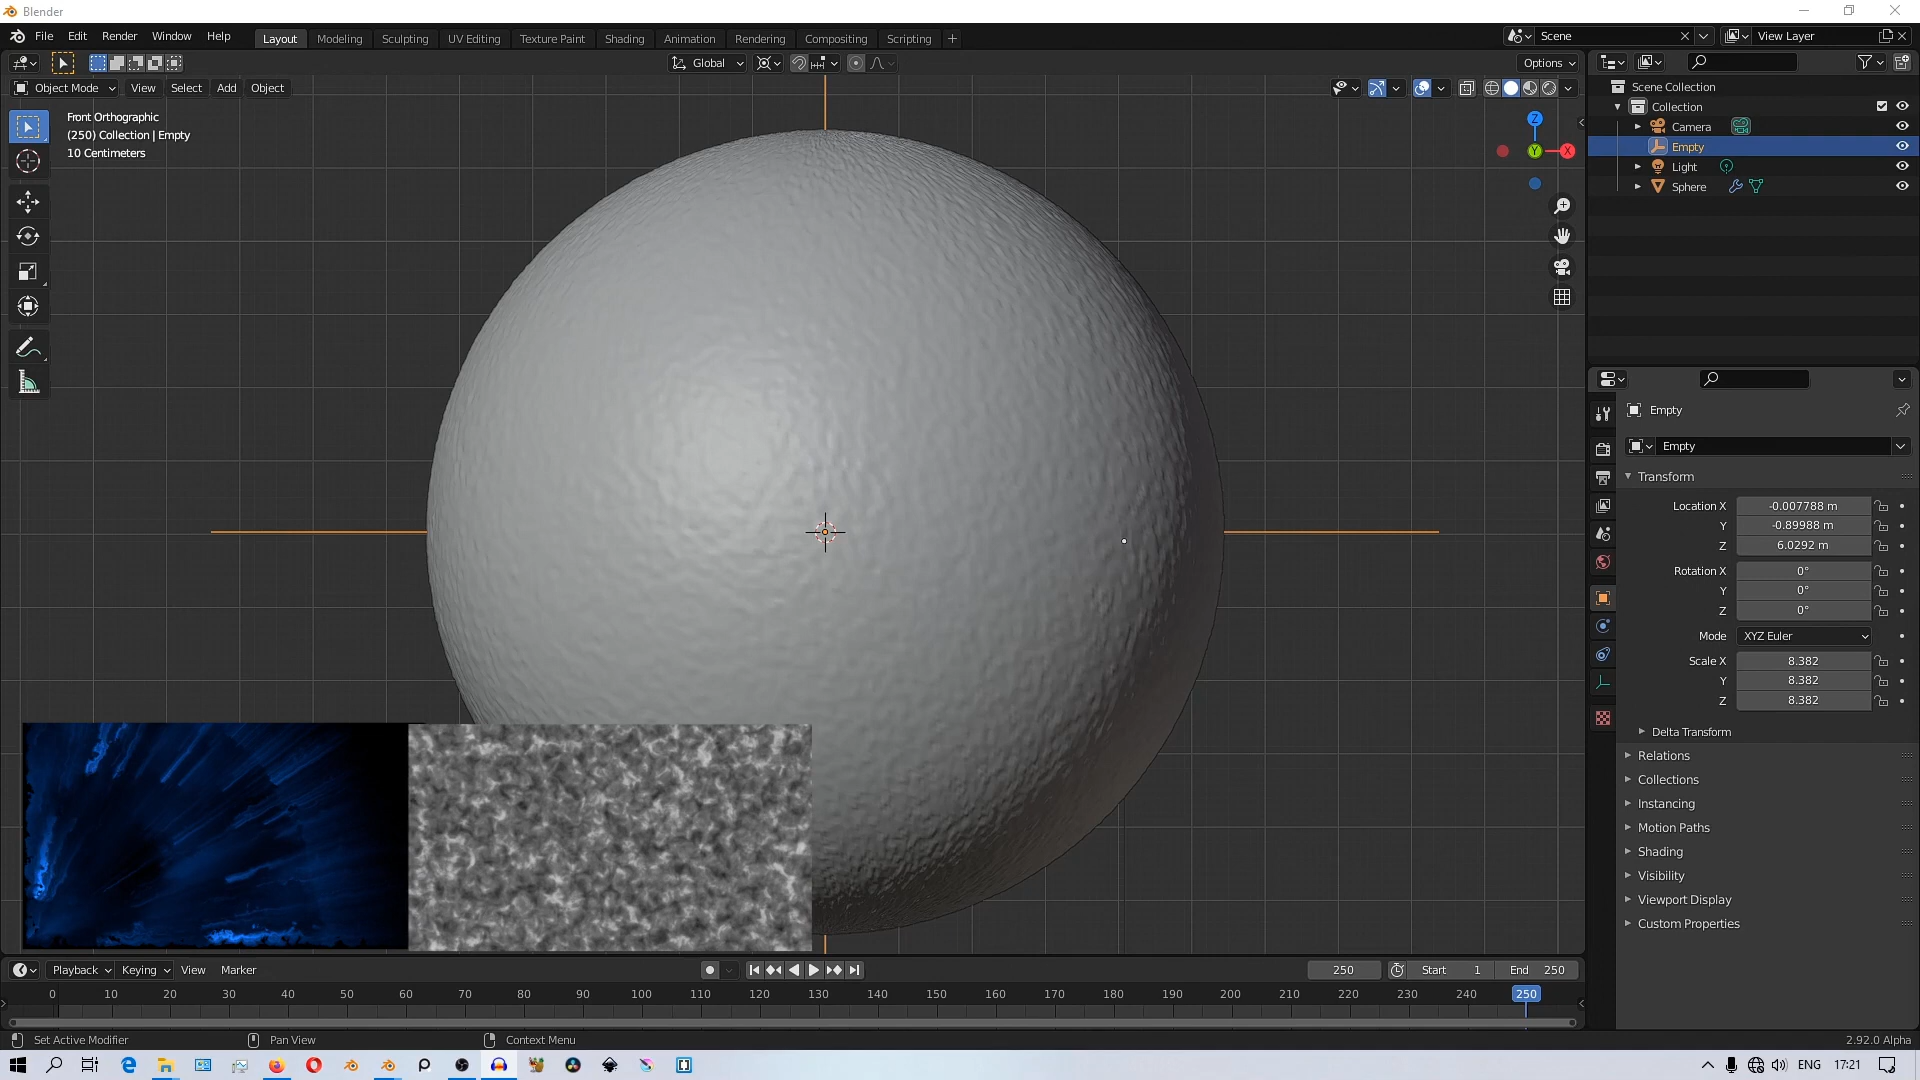 Blender
File Edit Render Window Help Layout Modeling Sculpting UV Editing Texture Paint Shading Animation Rendering Compositing Scripting + Scene View Layer
Global Options
Object Mode View Select Add Object
Front Orthographic
(250) Collection | Empty
10 Centimeters
Z
Y
X
Scene Collection
Collection
Camera
Empty
Light
Sphere
Empty
Empty
Transform
Location X -0.007788 m
Y -0.89988 m
Z 6.0292 m
Rotation X 0°
Y 0°
Z 0°
Mode XYZ Euler
Scale X 8.382
Y 8.382
Z 8.382
Delta Transform
Relations
Collections
Instancing
Motion Paths
Shading
Visibility
Viewport Display
Custom Properties
Playback Keying View Marker 250 Start 1 End 250
0 10 20 30 40 50 60 70 80 90 100 110 120 130 140 150 160 170 180 190 200 210 220 230 240 250
Set Active Modifier Pan View Context Menu 2.92.0 Alpha
ENG 17:21